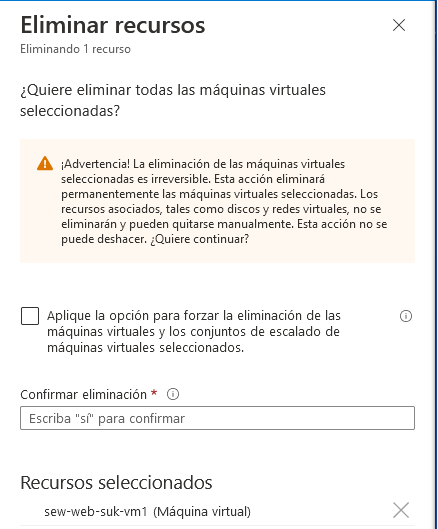 Eliminar recursos
Eliminando 1 recurso
¿Quiere eliminar todas las máquinas virtuales
seleccionadas?
¡Advertencia! La eliminación de las máquinas virtuales
seleccionadas es irreversible. Esta acción eliminará
permanentemente las máquinas virtuales seleccionadas. Los
recursos asociados, tales como discos y redes virtuales, no se
eliminarán y pueden quitarse manualmente. Esta acción no se
puede deshacer. ¿Quiere continuar?
Aplique la opción para forzar la eliminación de las
máquinas virtuales y los conjuntos de escalado de
máquinas virtuales seleccionados.
Confirmar eliminación *
Escriba "sí" para confirmar
Recursos seleccionados
sew-web-suk-vm1 (Máquina virtual)